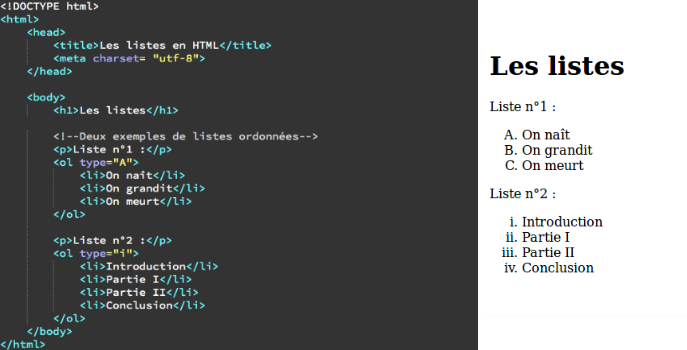 <!DOCTYPE html>
<html>
<head>
<title>Les listes en HTML</title>
<meta charset= "utf-8">
</head>
<body>
<h1>Les listes</h1>
<!--Deux exemples de listes ordonnées-->
<p>Liste n°1 :</p>
<ol type="A">
<li>On naît</li>
<li>On grandit</li>
<li>On meurt</li>
</ol>
<p>Liste n°2 :</p>
<ol type="i">
<li>Introduction</li>
<li>Partie I</li>
<li>Partie II</li>
<li>Conclusion</li>
</ol>
</body>
</html>
Les listes
Liste n°1 :
A. On naît
B. On grandit
C. On meurt
Liste n°2 :
i. Introduction
ii. Partie I
iii. Partie II
iv. Conclusion